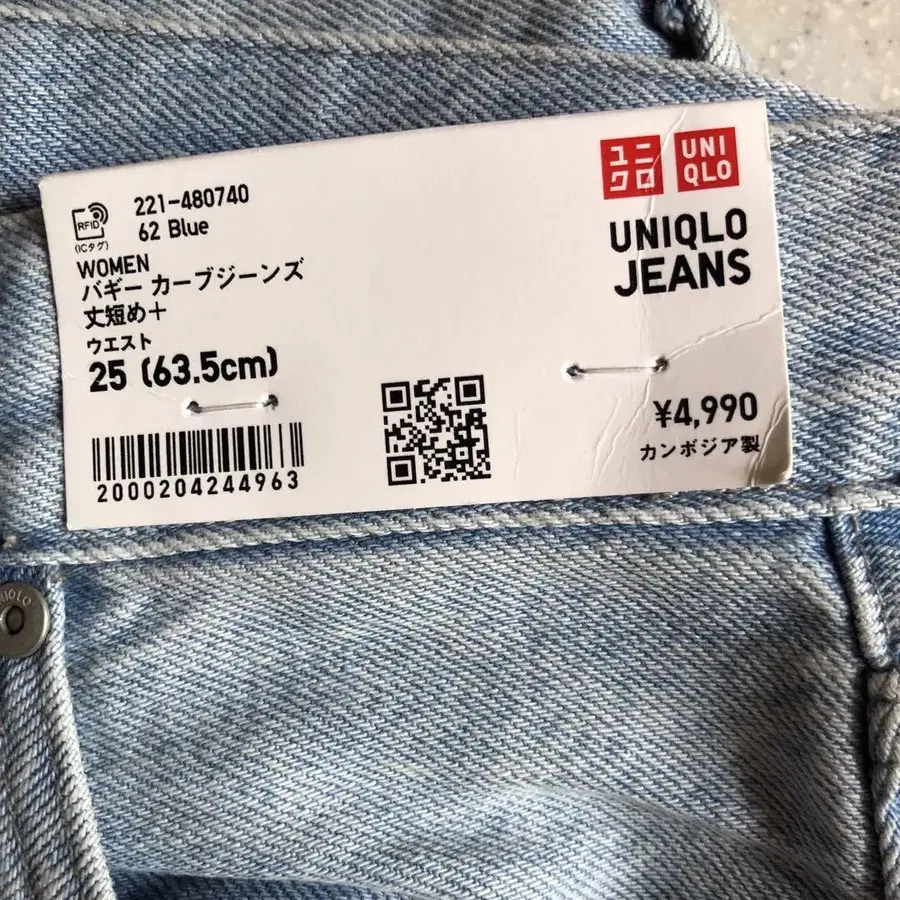 ユニ
クロ
UNI
QLO
UNIQLO
JEANS
RFID
(ICタグ)
221-480740
62 Blue
WOMEN
バギー カーブジーンズ
丈短め+
ウエスト
25 (63.5cm)
2000204244963
¥4,990
カンボジア製